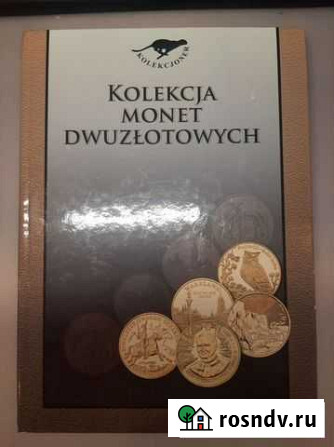 KOLEKCJONER
KOLEKCJA
MONET
DWUZŁOTOWYCH
rosndv.ru